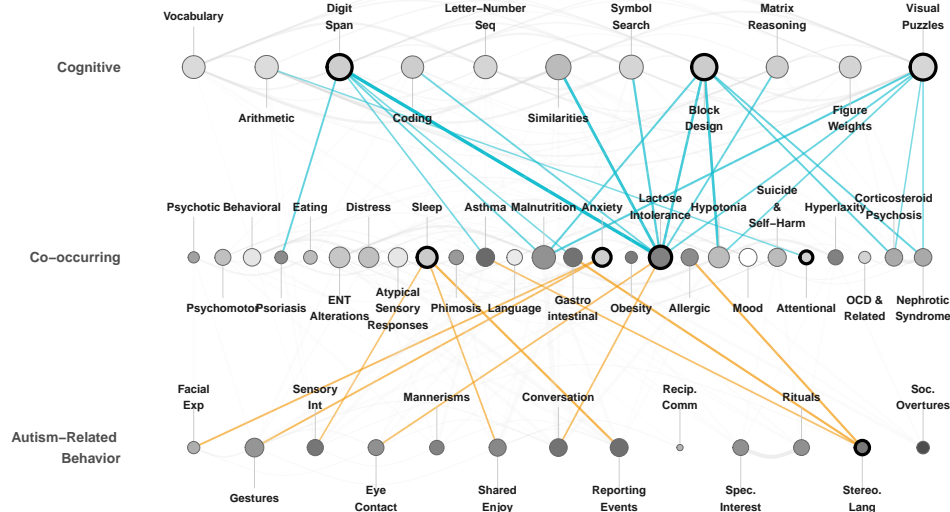 Vocabulary
Digit
Span
Letter–Number
Seq
Symbol
Search
Matrix
Reasoning
Visual
Puzzles
Cognitive
Arithmetic
Coding
Similarities
Block
Design
Figure
Weights
Psychotic
Behavioral
Eating
Distress
Sleep
Asthma
Malnutrition
Anxiety
Lactose
Intolerance
Hypotonia
Suicide
&
Self–Harm
Hyperlaxity
Corticosteroid
Psychosis
Co–occurring
Psychomotor
Psoriasis
ENT
Alterations
Atypical
Sensory
Responses
Phimosis
Language
Gastro
intestinal
Obesity
Allergic
Mood
Attentional
OCD &
Related
Nephrotic
Syndrome
Facial
Exp
Sensory
Int
Mannerisms
Conversation
Recip.
Comm
Rituals
Soc.
Overtures
Autism–Related
Behavior
Gestures
Eye
Contact
Shared
Enjoy
Reporting
Events
Spec.
Interest
Stereo.
Lang